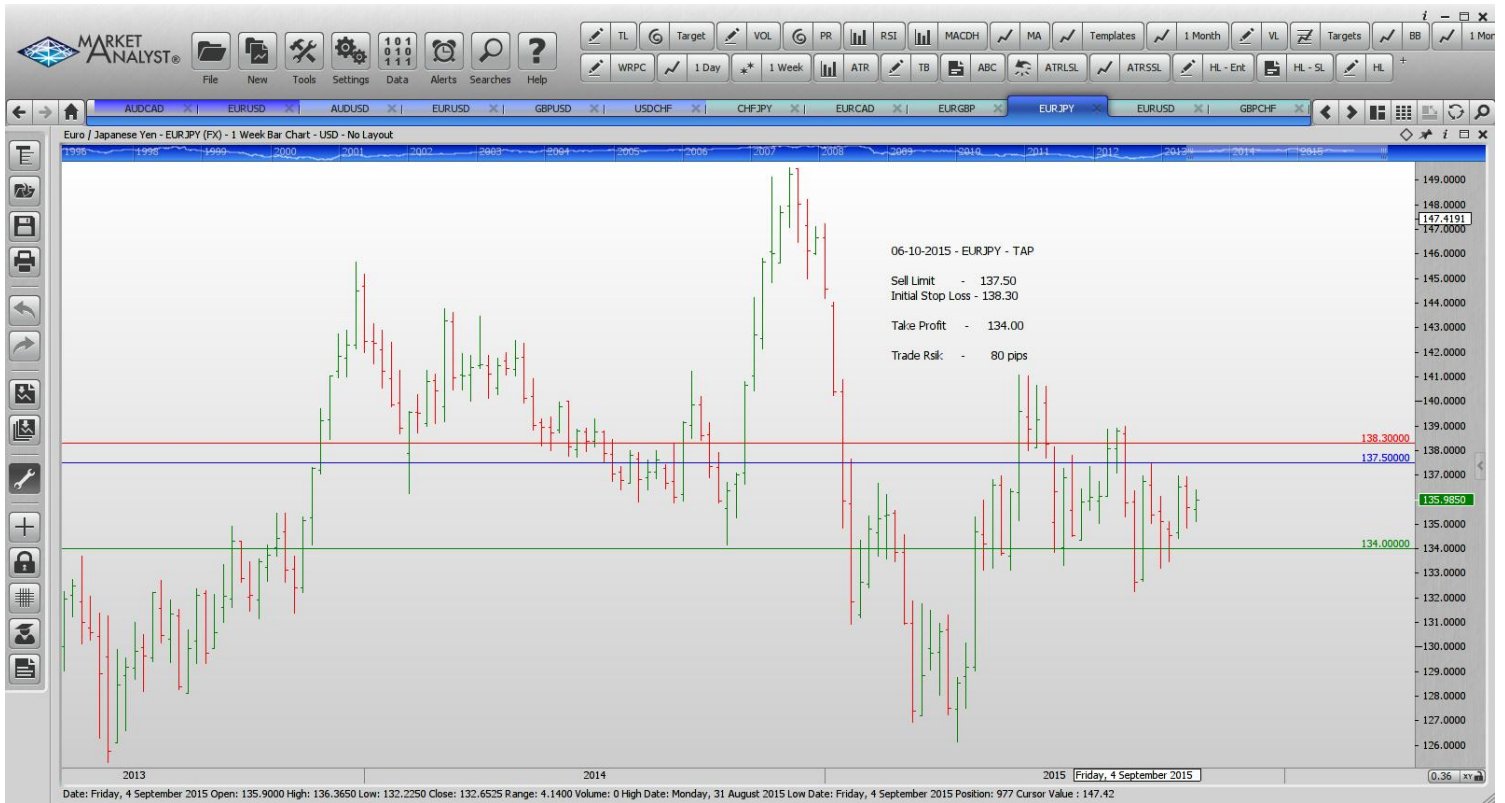 MARKET ANALYST®
File New Tools Settings Data Alerts Searches Help
TL Target VOL PR RSI MACDH MA Templates 1 Month VL Targets BB 1 Mor
WRPC 1 Day 1 Week ATR TB ABC ATRLSL ATRSSL HL - Ent HL - SL HL +
AUDCAD EURUSD AUDUSD EURUSD GBPUSD USDCHF CHFJPY EURCAD EURGBP EURJPY EURUSD GBPCHF
Euro / Japanese Yen - EURJPY (FX) - 1 Week Bar Chart - USD - No Layout
1996 1998 1999 2000 2001 2002 2003 2004 2005 2006 2007 2008 2009 2010 2011 2012 2013 2014 2015
149.0000
148.0000
147.4191
147.0000
146.0000
145.0000
144.0000
143.0000
142.0000
141.0000
140.0000
139.0000
138.0000
137.0000
135.9850
135.0000
134.0000
133.0000
132.0000
131.0000
130.0000
129.0000
128.0000
127.0000
126.0000
06-10-2015 - EURJPY - TAP
Sell Limit - 137.50
Initial Stop Loss - 138.30
Take Profit - 134.00
Trade Rsik - 80 pips
138.30000
137.50000
134.00000
2013 2014 2015 Friday, 4 September 2015 0.36 XY
Date: Friday, 4 September 2015 Open: 135.9000 High: 136.3650 Low: 132.2250 Close: 132.6525 Range: 4.1400 Volume: 0 High Date: Monday, 31 August 2015 Low Date: Friday, 4 September 2015 Position: 977 Cursor Value : 147.42